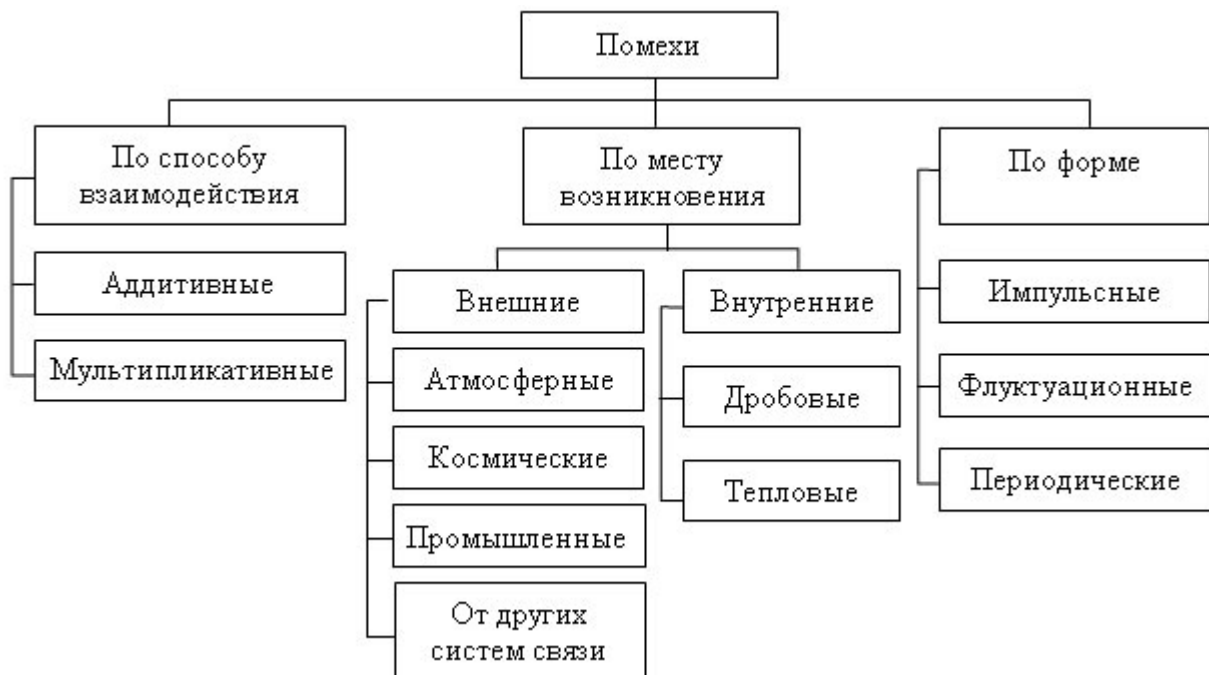 Помехи
По способу
взаимодействия
Аддитивные
Мультипликативные
По месту
возникновения
Внешние
Атмосферные
Космические
Промышленные
От других
систем связи
Внутренние
Дробовые
Тепловые
По форме
Импульсные
Флуктуационные
Периодические